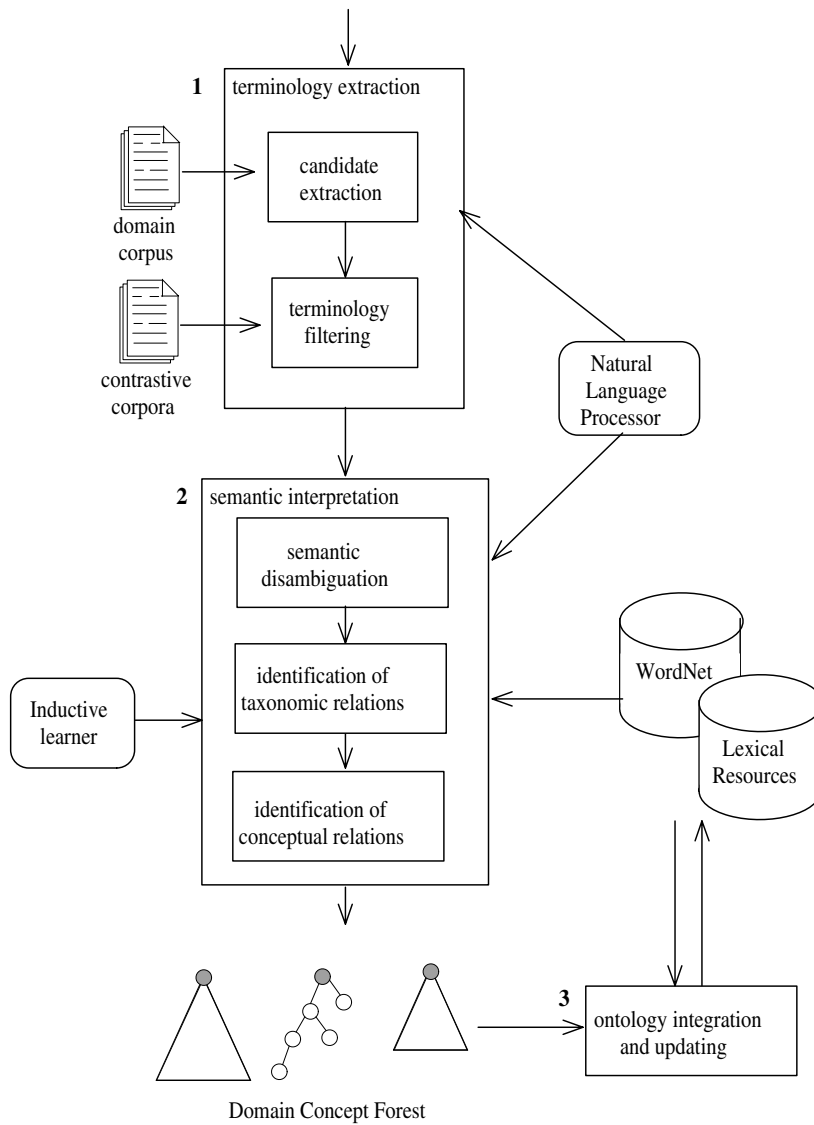 1 terminology extraction
candidate
extraction
domain
corpus
terminology
filtering
contrastive
corpora
Natural
Language
Processor
2 semantic interpretation
semantic
disambiguation
identification of
taxonomic relations
WordNet
Inductive
learner
Lexical
Resources
identification of
conceptual relations
3
ontology integration
and updating
Domain Concept Forest